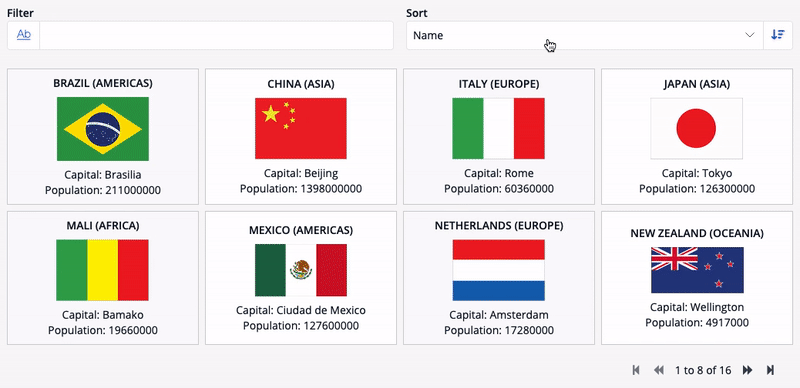 Filter
Sort
Ab
Name
BRAZIL (AMERICAS)
Capital: Brasilia
Population: 211000000
CHINA (ASIA)
Capital: Beijing
Population: 1398000000
ITALY (EUROPE)
Capital: Rome
Population: 60360000
JAPAN (ASIA)
Capital: Tokyo
Population: 126300000
MALI (AFRICA)
Capital: Bamako
Population: 19660000
MEXICO (AMERICAS)
Capital: Ciudad de Mexico
Population: 127600000
NETHERLANDS (EUROPE)
Capital: Amsterdam
Population: 17280000
NEW ZEALAND (OCEANIA)
Capital: Wellington
Population: 4917000
1 to 8 of 16